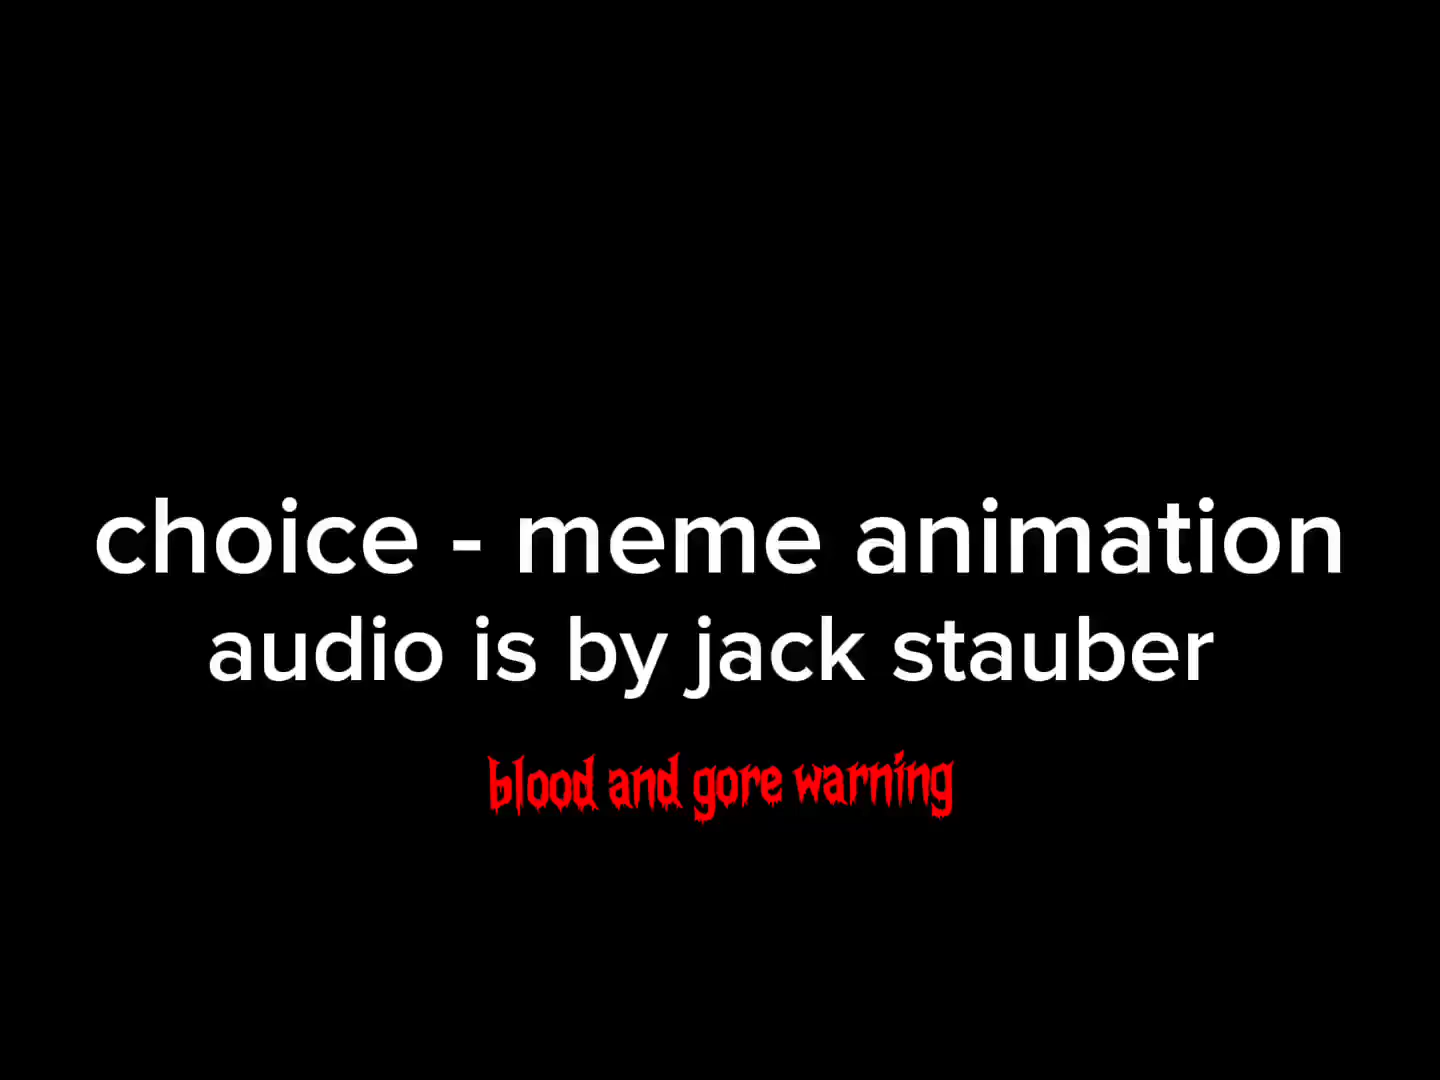 choice - meme animation
audio is by jack stauber
blood and gore warning